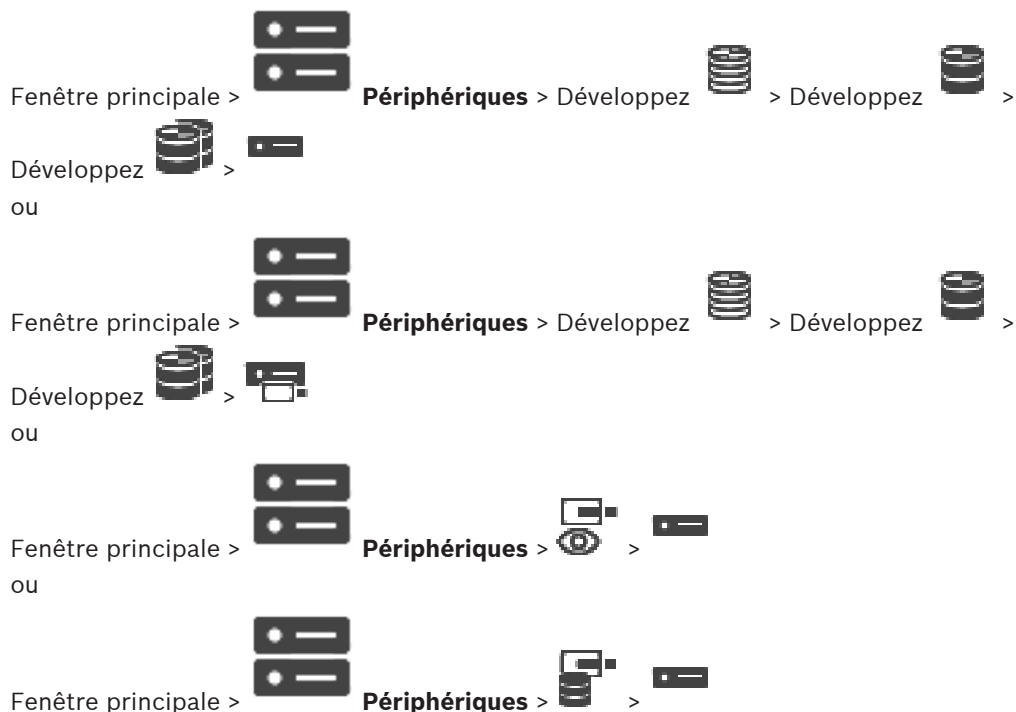 Fenêtre principale > Périphériques > Développez > Développez >
Développez >
ou
Fenêtre principale > Périphériques > Développez > Développez >
Développez >
ou
Fenêtre principale > Périphériques > >
ou
Fenêtre principale > Périphériques > >